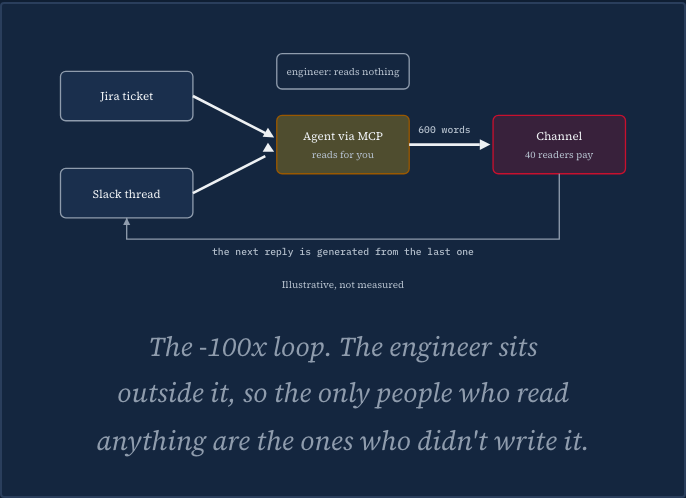 engineer: reads nothing
Jira ticket
Agent via MCP
reads for you
600 words
Channel
40 readers pay
Slack thread
the next reply is generated from the last one
Illustrative, not measured
The -100x loop. The engineer sits
outside it, so the only people who read
anything are the ones who didn't write it.